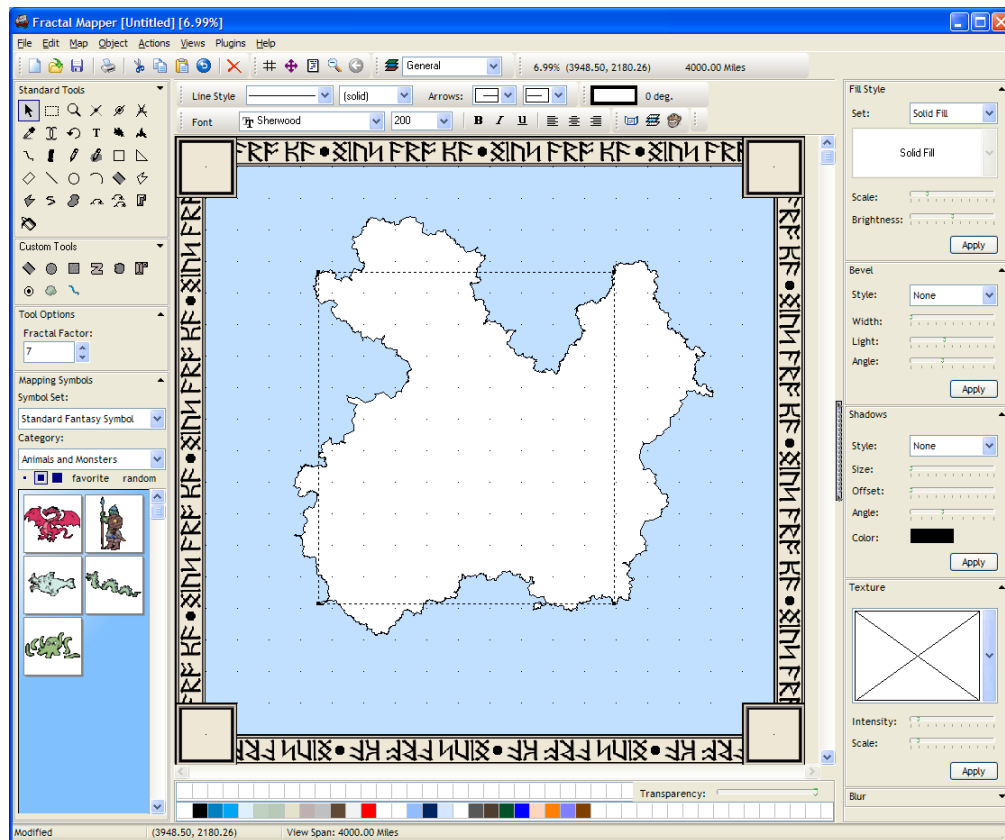 Fractal Mapper [Untitled] [6.99%]
File Edit Map Object Actions Views Plugins Help
General 6.99% (3948.50, 2180.26) 4000.00 Miles
Standard Tools
Line Style (solid) Arrows: 0 deg.
Font Sherwood 200 B I U
Custom Tools
Tool Options
Fractal Factor:
7
Mapping Symbols
Symbol Set:
Standard Fantasy Symbol
Category:
Animals and Monsters
favorite random
Fill Style
Set: Solid Fill
Solid Fill
Scale:
Brightness:
Apply
Bevel
Style: None
Width:
Light:
Angle:
Apply
Shadows
Style: None
Size:
Offset:
Angle:
Color:
Apply
Texture
Intensity:
Scale:
Apply
Blur
Transparency:
Modified (3948.50, 2180.26) View Span: 4000.00 Miles